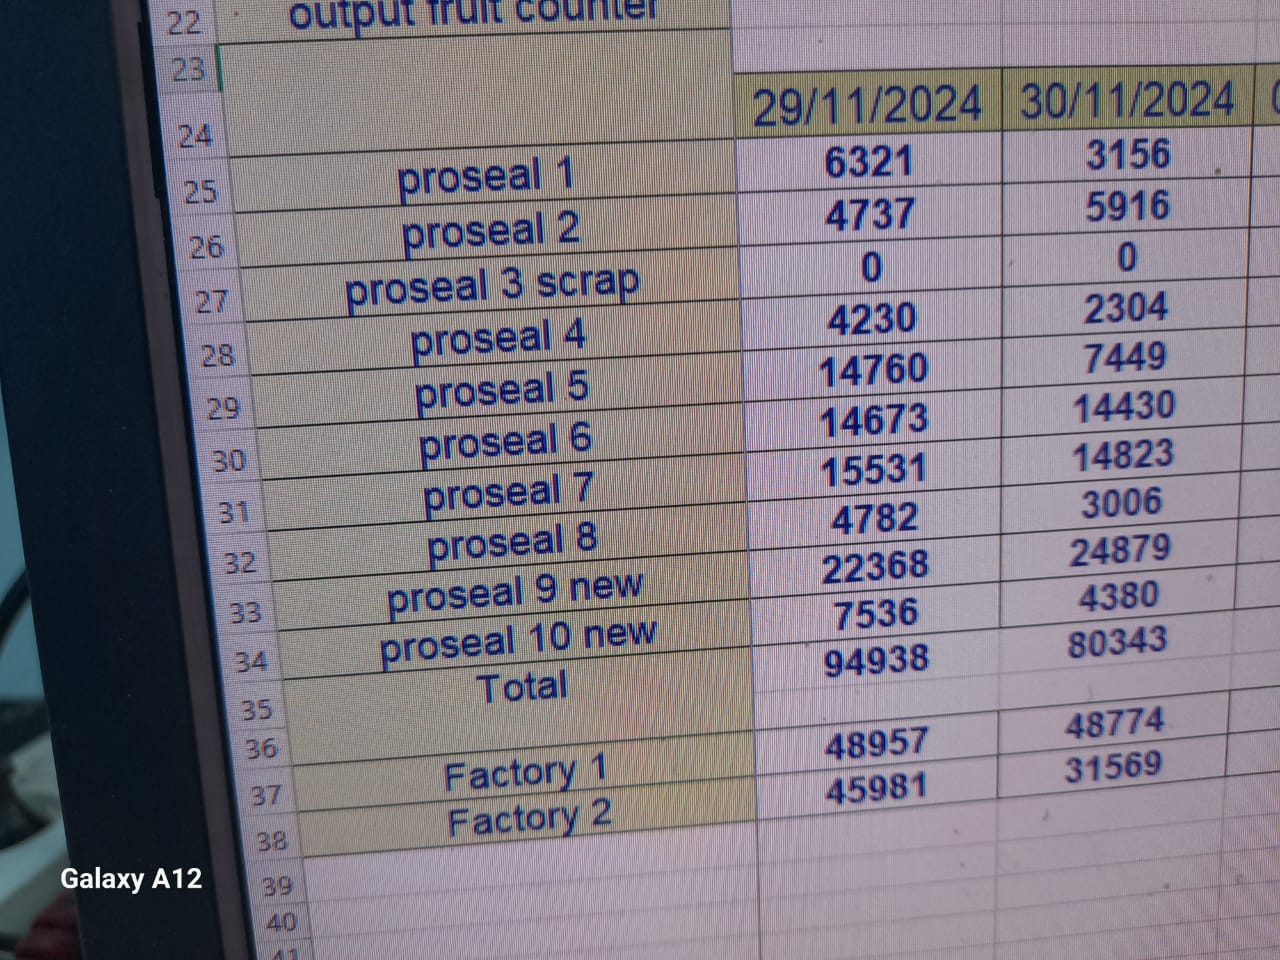 22 output fruit counter
23
24 29/11/2024 30/11/2024
25 proseal 1 6321 3156
26 proseal 2 4737 5916
27 proseal 3 scrap 0 0
28 proseal 4 4230 2304
29 proseal 5 14760 7449
30 proseal 6 14673 14430
31 proseal 7 15531 14823
32 proseal 8 4782 3006
33 proseal 9 new 22368 24879
34 proseal 10 new 7536 4380
35 Total 94938 80343
36
37 Factory 1 48957 48774
38 Factory 2 45981 31569
39
40
41
Galaxy A12